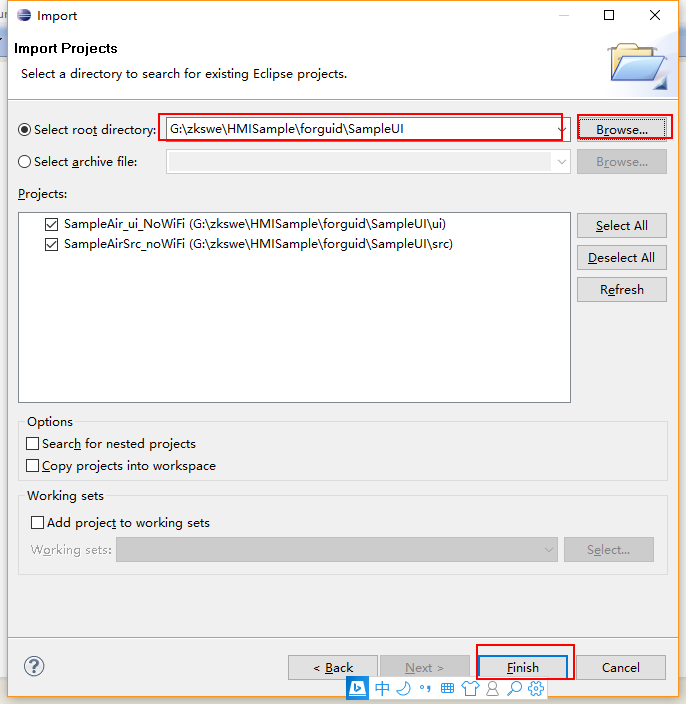 Import
Import Projects
Select a directory to search for existing Eclipse projects.
Select root directory: G:\zkswe\HMISample\forguid\SampleUI Browse...
Select archive file: Browse...
Projects:
SampleAir_ui_NoWiFi (G:\zkswe\HMISample\forguid\SampleUI\ui)
SampleAirSrc_noWiFi (G:\zkswe\HMISample\forguid\SampleUI\src)
Select All
Deselect All
Refresh
Options
Search for nested projects
Copy projects into workspace
Working sets
Add project to working sets
Working sets: Select...
? < Back Next > Finish Cancel
中